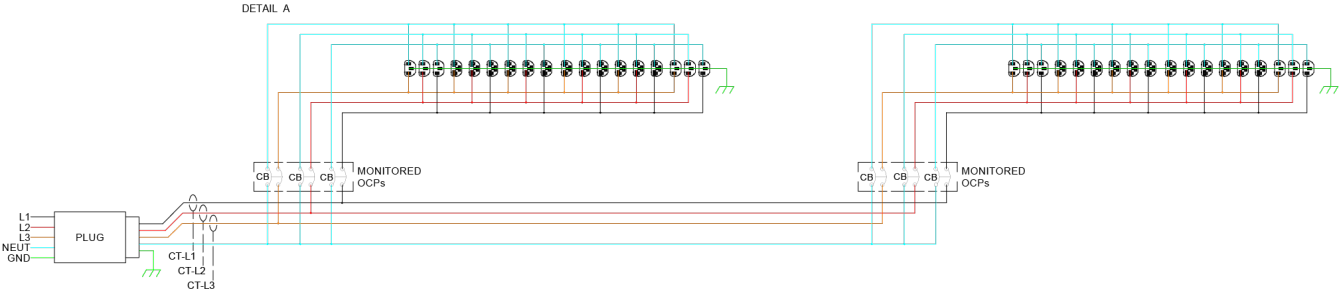 DETAIL A
CB CB CB
MONITORED
OCPs
CB CB CB
MONITORED
OCPs
L1
L2
L3
NEUT
GND
PLUG
CT-L1
CT-L2
CT-L3